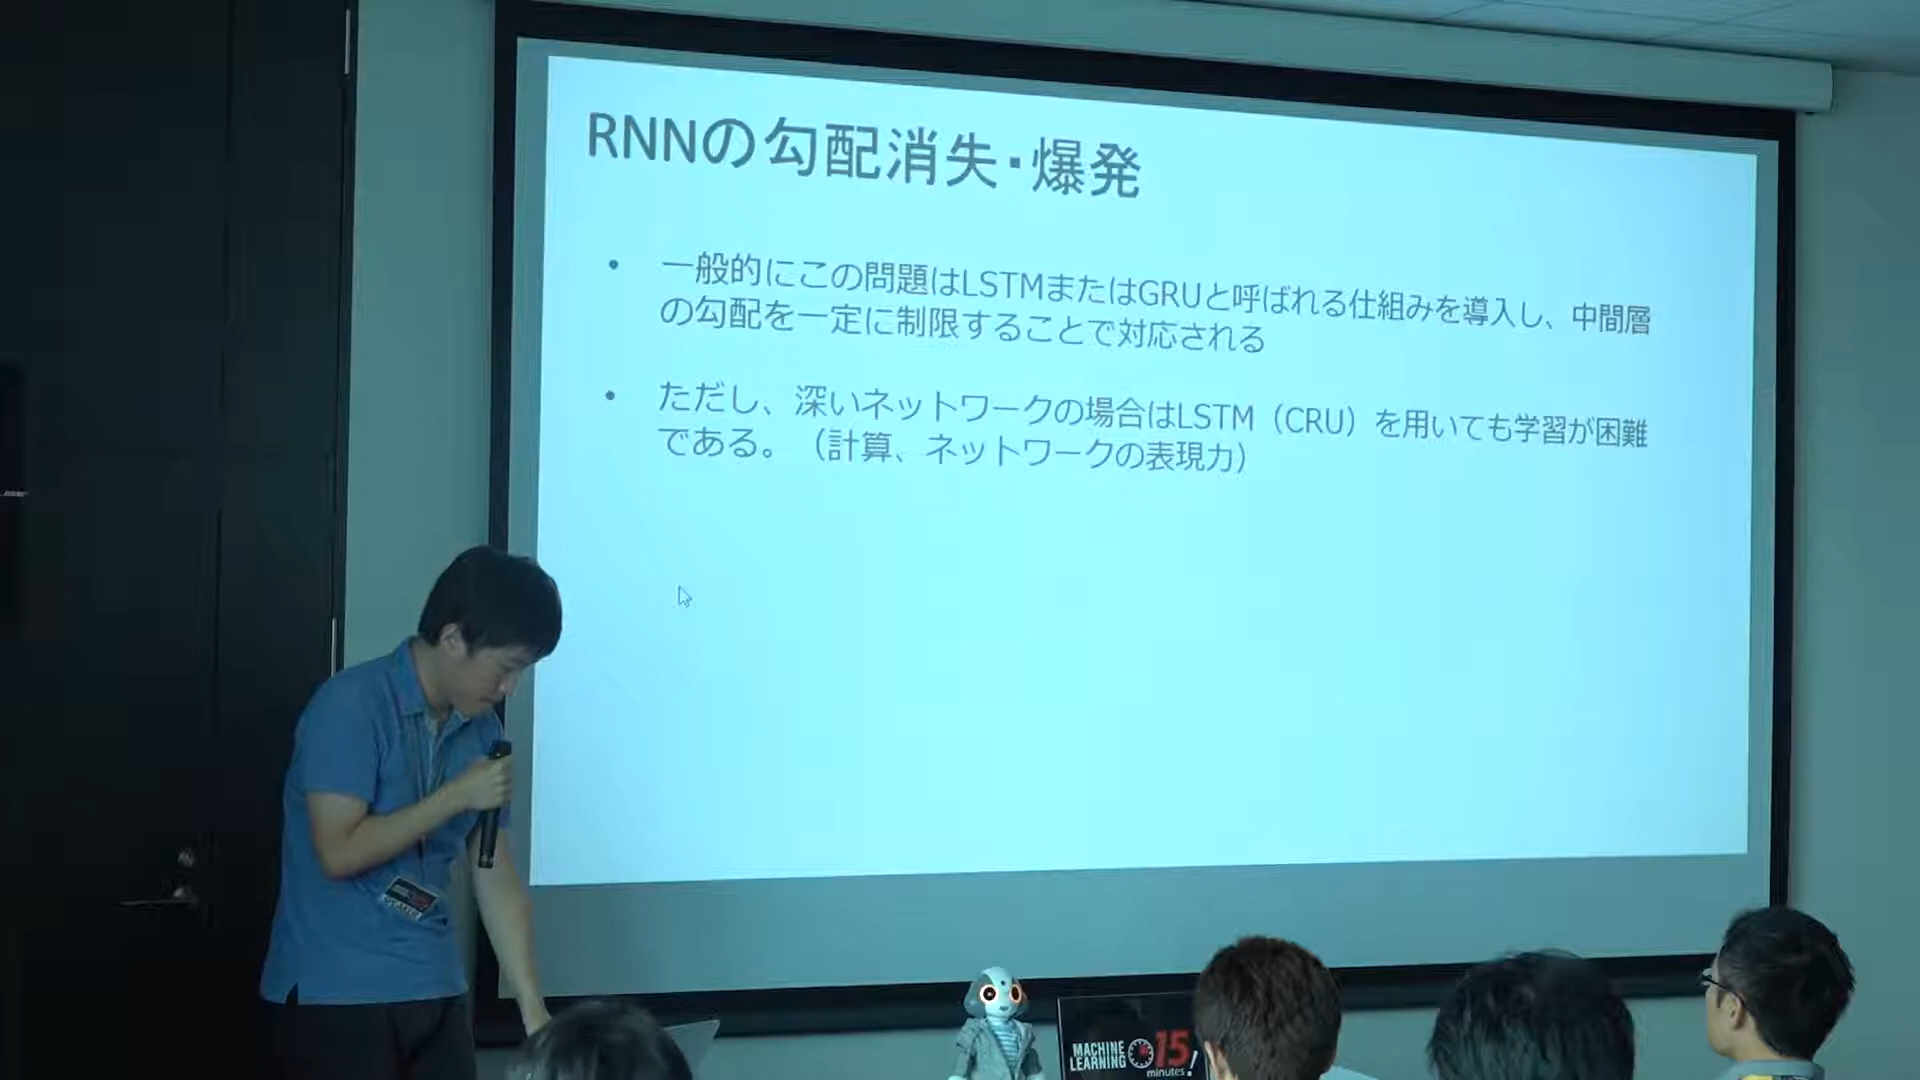 RNNの勾配消失・爆発
• 一般的にこの問題はLSTMまたはGRUと呼ばれる仕組みを導入し、中間層
の勾配を一定に制限することで対応される
• ただし、深いネットワークの場合はLSTM（CRU）を用いても学習が困難
である。（計算、ネットワークの表現力）
BOSE
SPEAKER
MACHINE
LEARNING
15
minutes!